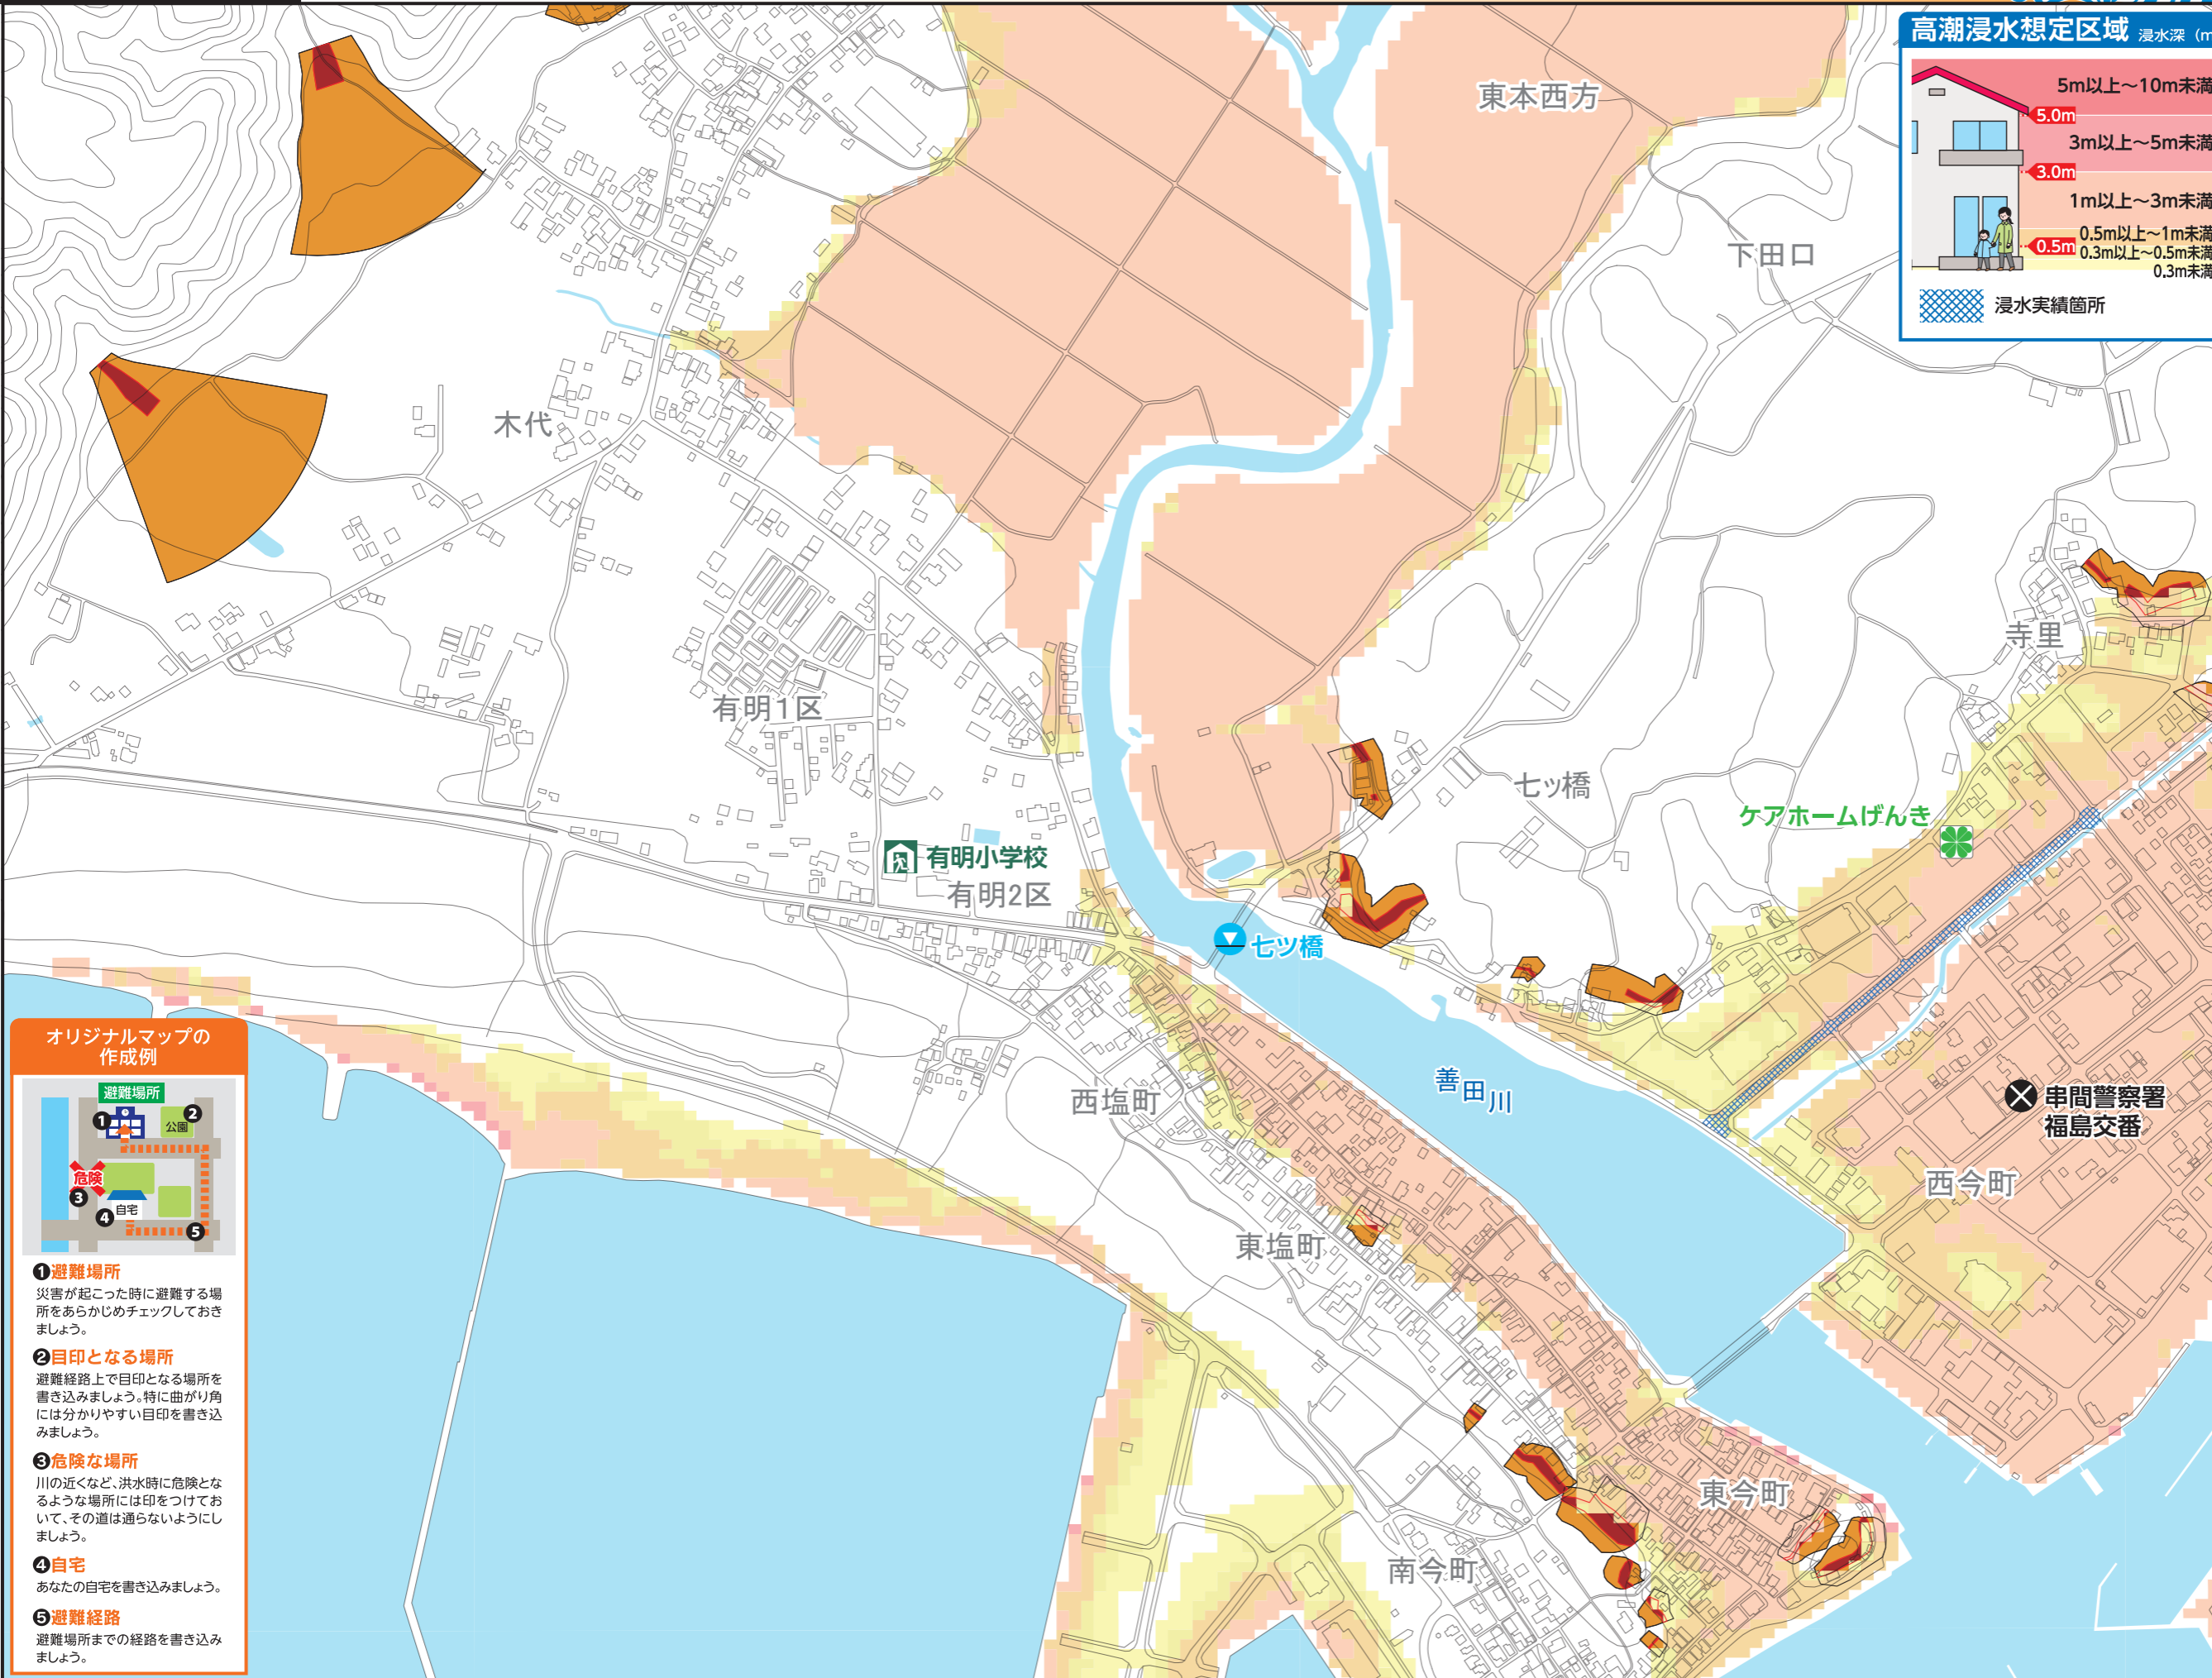 高潮浸水想定区域 浸水深（m
5m以上〜10m未満
5.0m
3m以上〜5m未満
3.0m
1m以上〜3m未満
0.5m以上〜1m未満
0.5m
0.3m以上〜0.5m未満
0.3m未満
浸水実績箇所
東本西方
下田口
木代
寺里
有明1区
七ッ橋
ケアホームげんき
有明小学校
有明2区
七ツ橋
善田川
西塩町
串間警察署
福島交番
西今町
東塩町
東今町
南今町
オリジナルマップの
作成例
避難場所
❶
❷
公園
危険
❸
❹
自宅
❺
❶避難場所
災害が起こった時に避難する場
所をあらかじめチェックしておき
ましょう。
❷目印となる場所
避難経路上で目印となる場所を
書き込みましょう。特に曲がり角
には分かりやすい目印を書き込
みましょう。
❸危険な場所
川の近くなど、洪水時に危険とな
るような場所には印をつけてお
いて、その道は通らないようにし
ましょう。
❹自宅
あなたの自宅を書き込みましょう。
❺避難経路
避難場所までの経路を書き込み
ましょう。